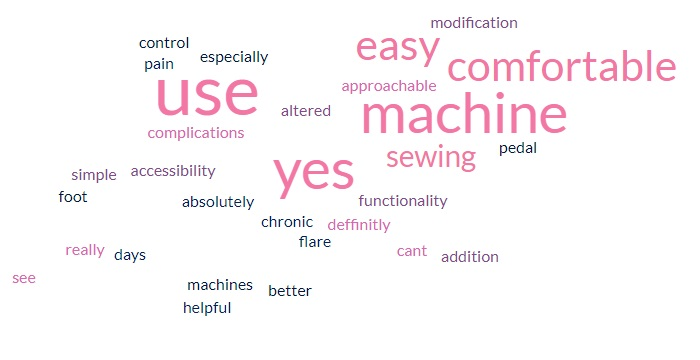 modification
control
easy
especially
comfortable
pain
approachable
use
machine
altered
complications
pedal
sewing
yes
accessibility
simple
foot
absolutely
functionality
chronic
deffinitly
flare
really
cant
days
addition
see
machines
better
helpful